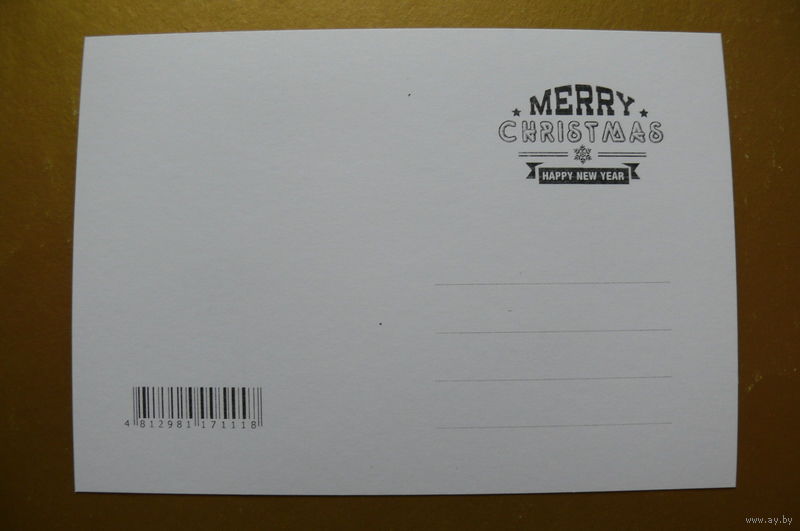 MERRY
CHRISTMAS
HAPPY NEW YEAR
4 812981 171118
www.ay.by